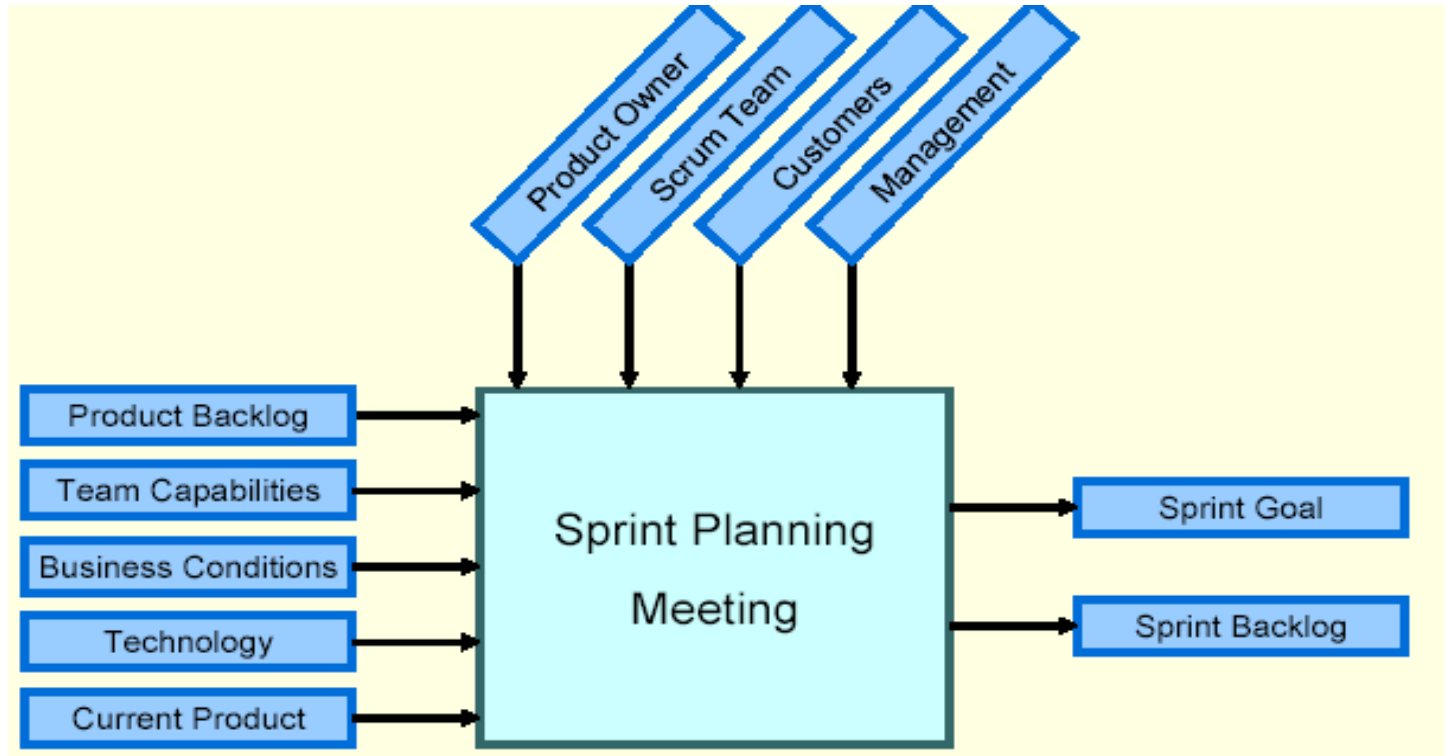 Product Owner
Scrum Team
Customers
Management
Product Backlog
Team Capabilities
Business Conditions
Technology
Current Product
Sprint Planning
Meeting
Sprint Goal
Sprint Backlog